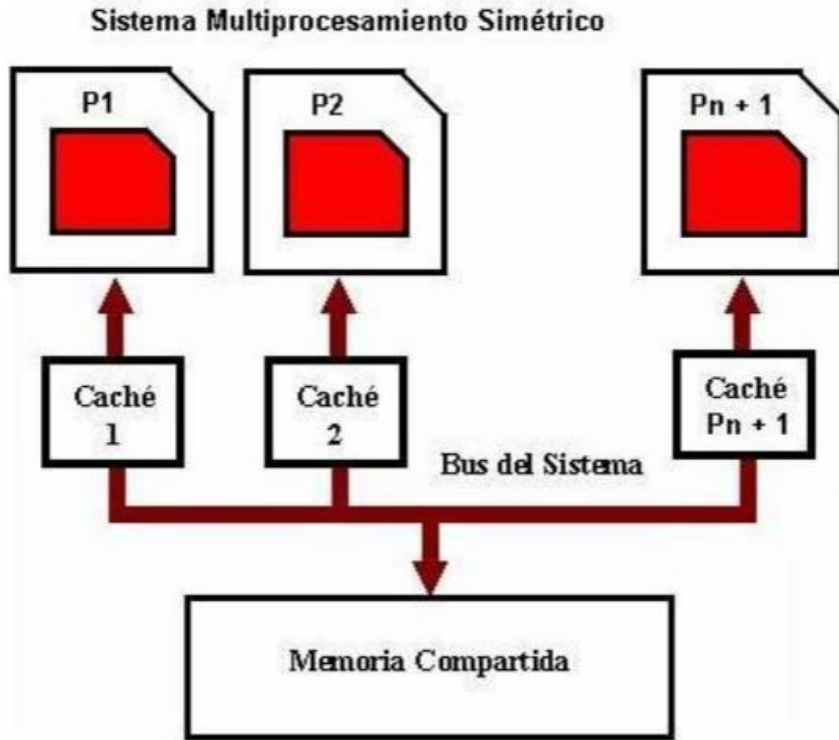 Sistema Multiprocesamiento Simétrico
P1
P2
Pn + 1
Caché
1
Caché
2
Caché
Pn + 1
Bus del Sistema
Memoria Compartida